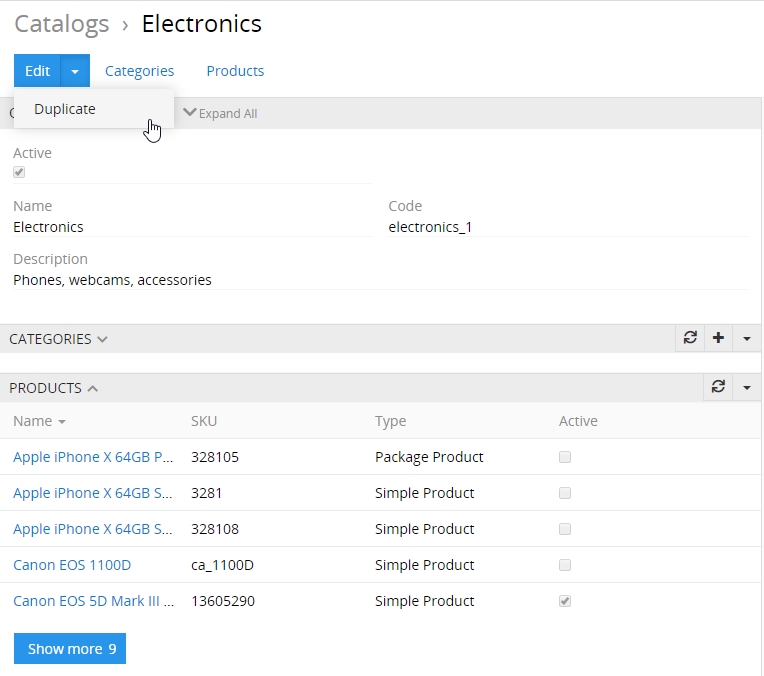 Catalogs › Electronics
Edit Categories Products
Duplicate
Expand All
Active
Name Code
Electronics electronics_1
Description
Phones, webcams, accessories
CATEGORIES
PRODUCTS
Name SKU Type Active
Apple iPhone X 64GB P... 328105 Package Product
Apple iPhone X 64GB S... 3281 Simple Product
Apple iPhone X 64GB S... 328108 Simple Product
Canon EOS 1100D ca_1100D Simple Product
Canon EOS 5D Mark III ... 13605290 Simple Product
Show more 9